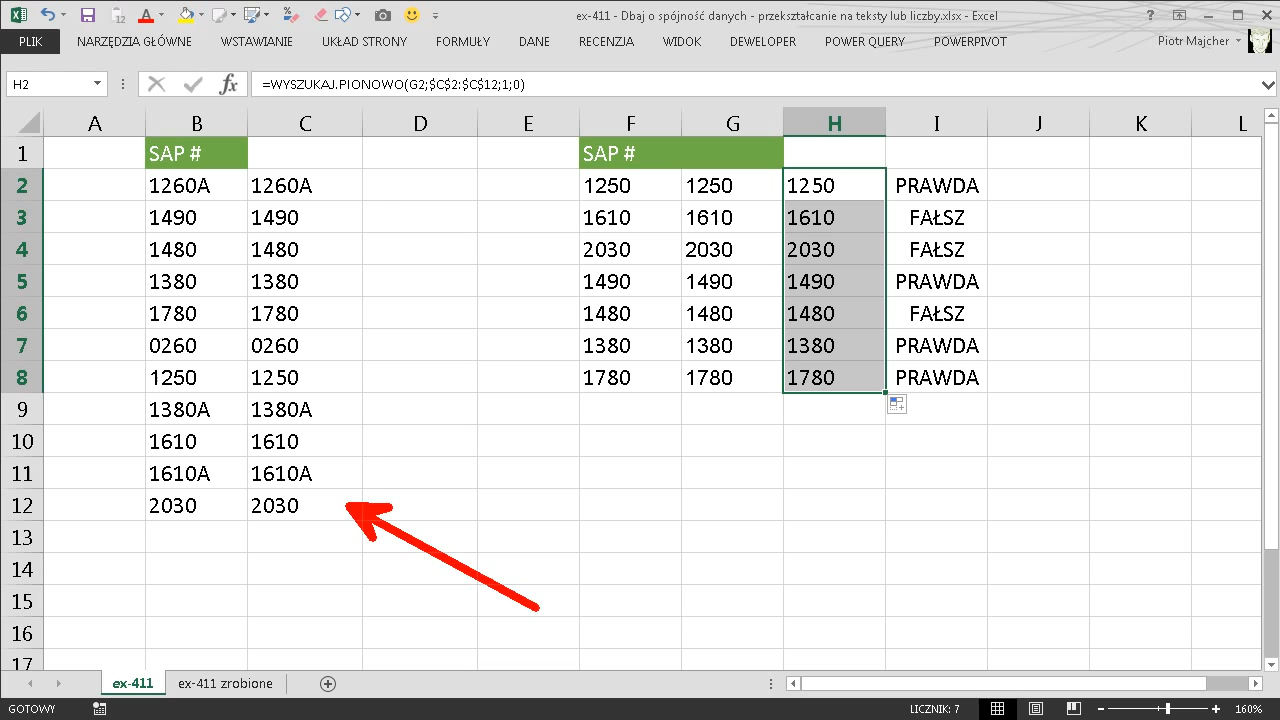 ex-411 - Dbaj o spójność danych - przekształcanie na teksty lub liczby.xlsx - Excel
PLIK NARZĘDZIA GŁÓWNE WSTAWIANIE UKŁAD STRONY FORMUŁY DANE RECENZJA WIDOK DEWELOPER POWER QUERY POWERPIVOT Piotr Majcher
H2 fx =WYSZUKAJ.PIONOWO(G2;$C$2:$C$12;1;0)
A B C D E F G H I J K L
1 SAP # SAP #
2 1260A 1260A 1250 1250 1250 PRAWDA
3 1490 1490 1610 1610 1610 FAŁSZ
4 1480 1480 2030 2030 2030 FAŁSZ
5 1380 1380 1490 1490 1490 PRAWDA
6 1780 1780 1480 1480 1480 FAŁSZ
7 0260 0260 1380 1380 1380 PRAWDA
8 1250 1250 1780 1780 1780 PRAWDA
9 1380A 1380A
10 1610 1610
11 1610A 1610A
12 2030 2030
13
14
15
16
17
ex-411 ex-411 zrobione
GOTOWY LICZNIK: 7 160%